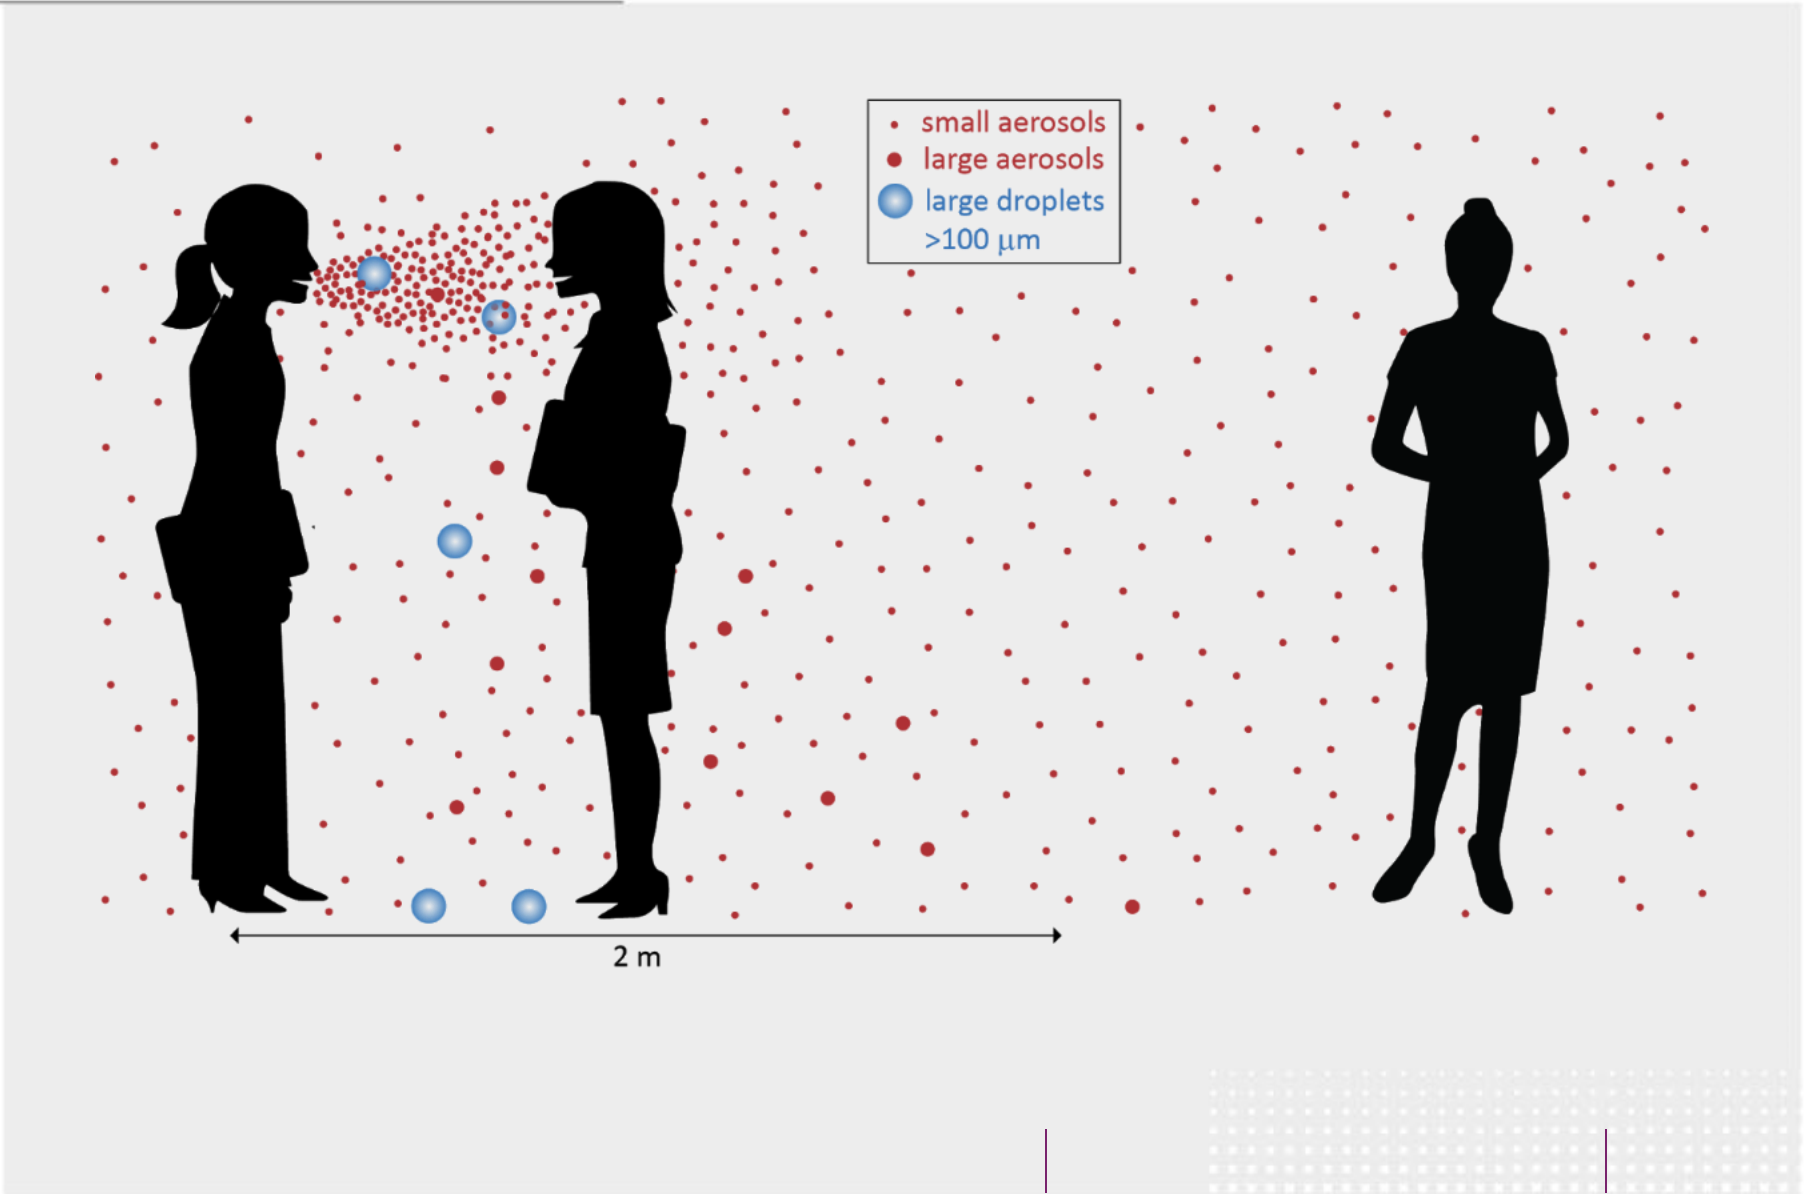 small aerosols
large aerosols
large droplets
>100 μm
2 m